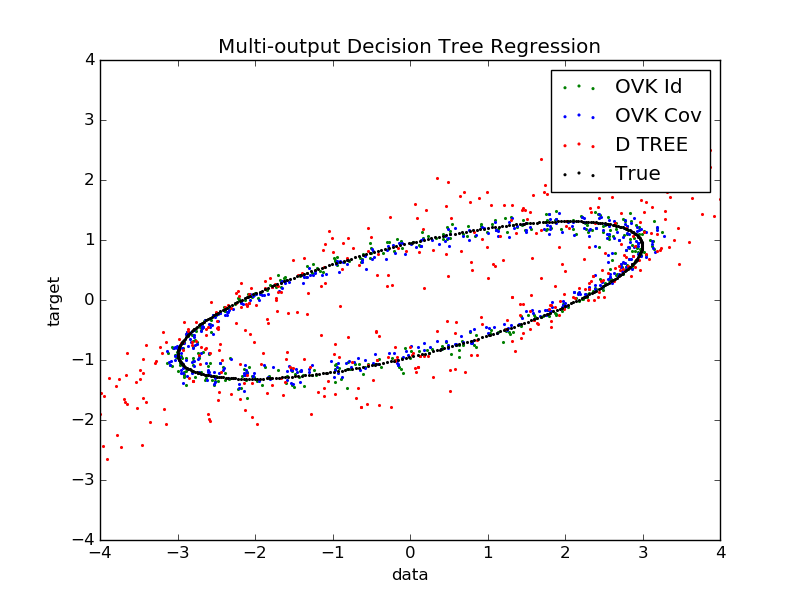 Multi-output Decision Tree Regression
OVK Id
OVK Cov
D TREE
True
4
3
2
1
0
−1
−2
−3
−4
target
−4 −3 −2 −1 0 1 2 3 4
data